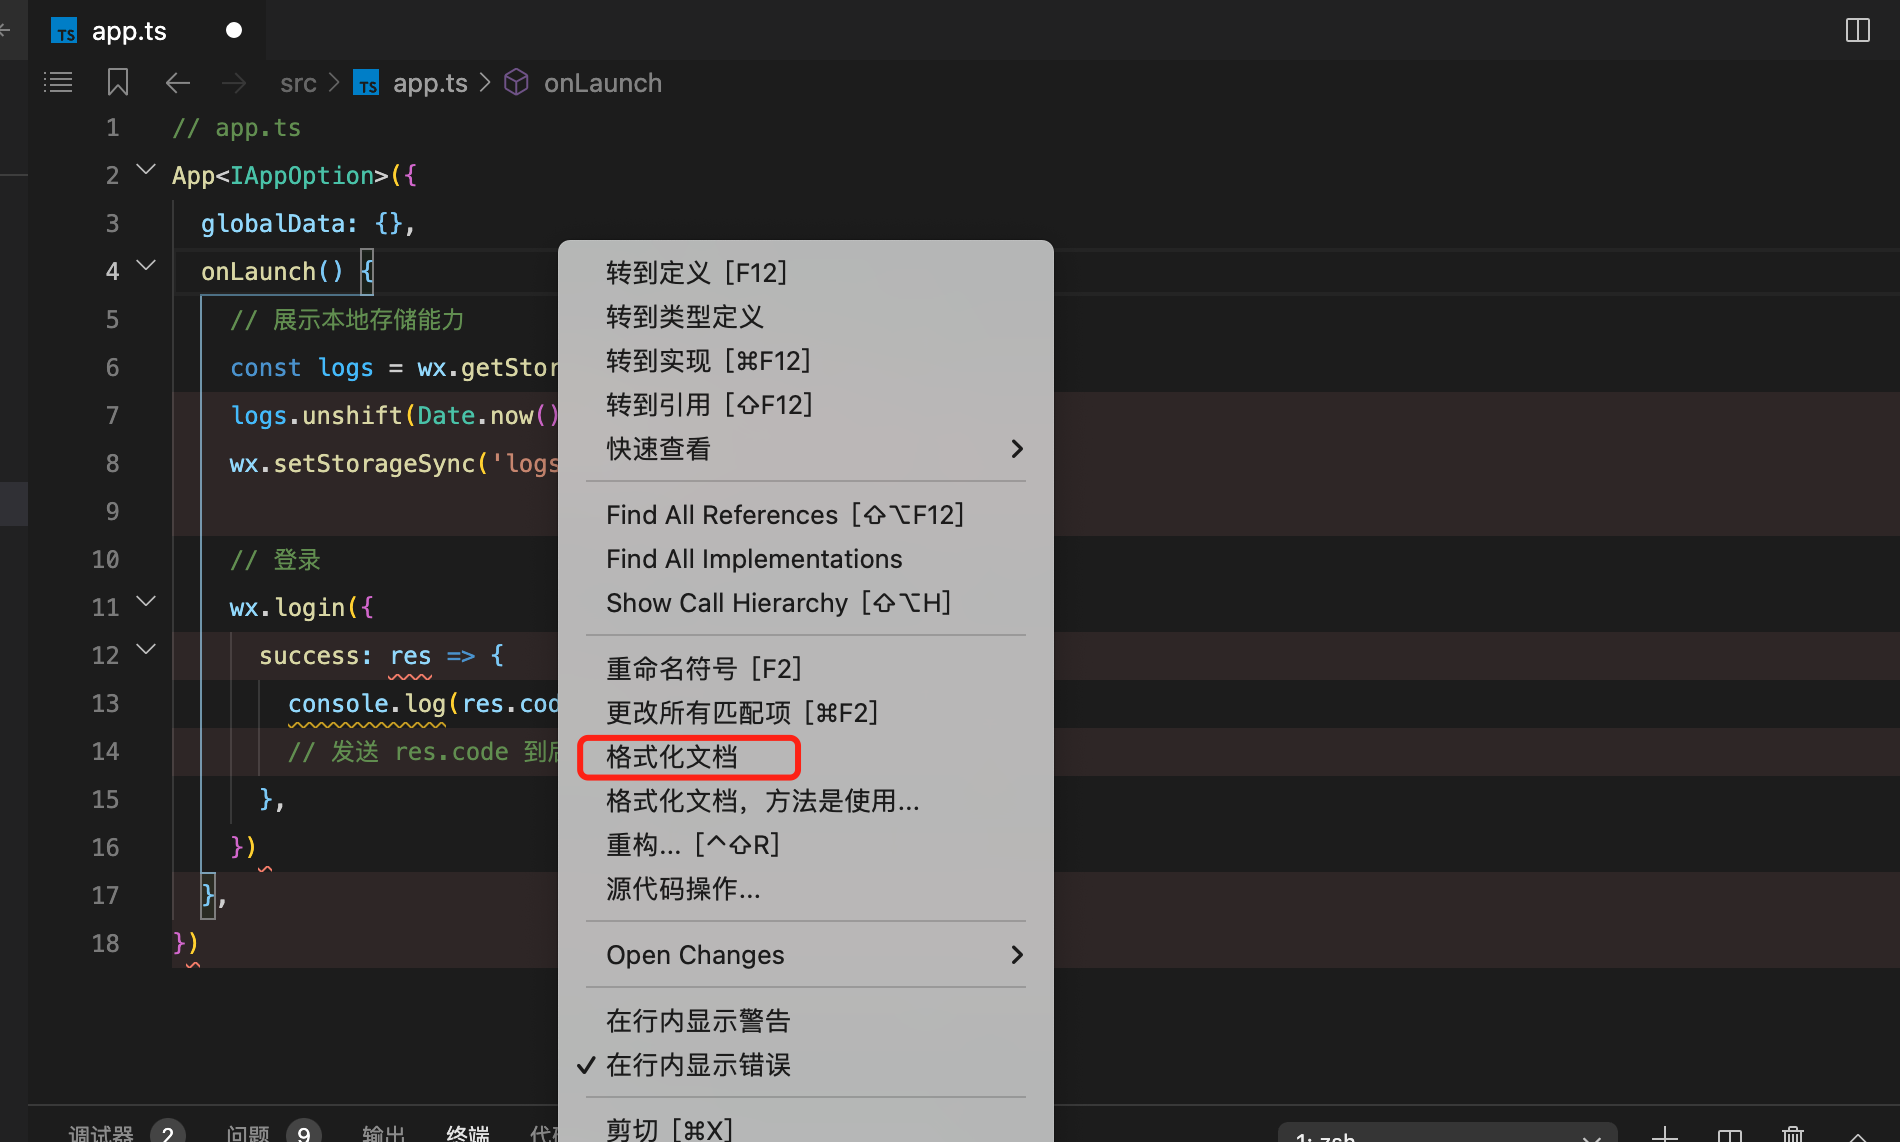 TS app.ts
src > TS app.ts > onLaunch
1 // app.ts
2 App<IAppOption>({
3 globalData: {},
4 onLaunch() {
5 // 展示本地存储能力
6 const logs = wx.getStor
7 logs.unshift(Date.now()
8 wx.setStorageSync('logs
9
10 // 登录
11 wx.login({
12 success: res => {
13 console.log(res.cod
14 // 发送 res.code 到后
15 },
16 })
17 },
18 })
转到定义 [F12]
转到类型定义
转到实现 [⌘F12]
转到引用 [⇧F12]
快速查看
Find All References [⇧⌥F12]
Find All Implementations
Show Call Hierarchy [⇧⌥H]
重命名符号 [F2]
更改所有匹配项 [⌘F2]
格式化文档
格式化文档，方法是使用...
重构... [^⇧R]
源代码操作...
Open Changes
在行内显示警告
✓ 在行内显示错误
剪切 [⌘X]
调试器 2 问题 9 输出 终端 代 1: zsh